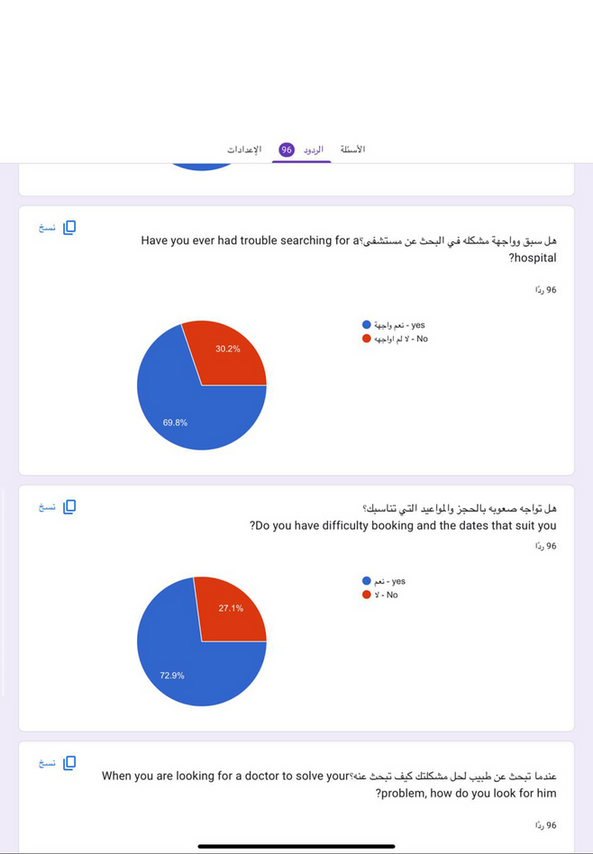 الأسئلة الردود 96 الإعدادات
نسخ
هل سبق وواجهة مشكله في البحث عن مستشفى؟Have you ever had trouble searching for a
hospital?
96 ردًا
نعم واجهة - yes
لا لم اواجهه - No
30.2%
69.8%
نسخ
هل تواجه صعوبه بالحجز والمواعيد التي تناسبك؟
Do you have difficulty booking and the dates that suit you?
96 ردًا
نعم - yes
لا - No
27.1%
72.9%
نسخ
عندما تبحث عن طبيب لحل مشكلتك كيف تبحث عنه؟When you are looking for a doctor to solve your
problem, how do you look for him?
96 ردًا